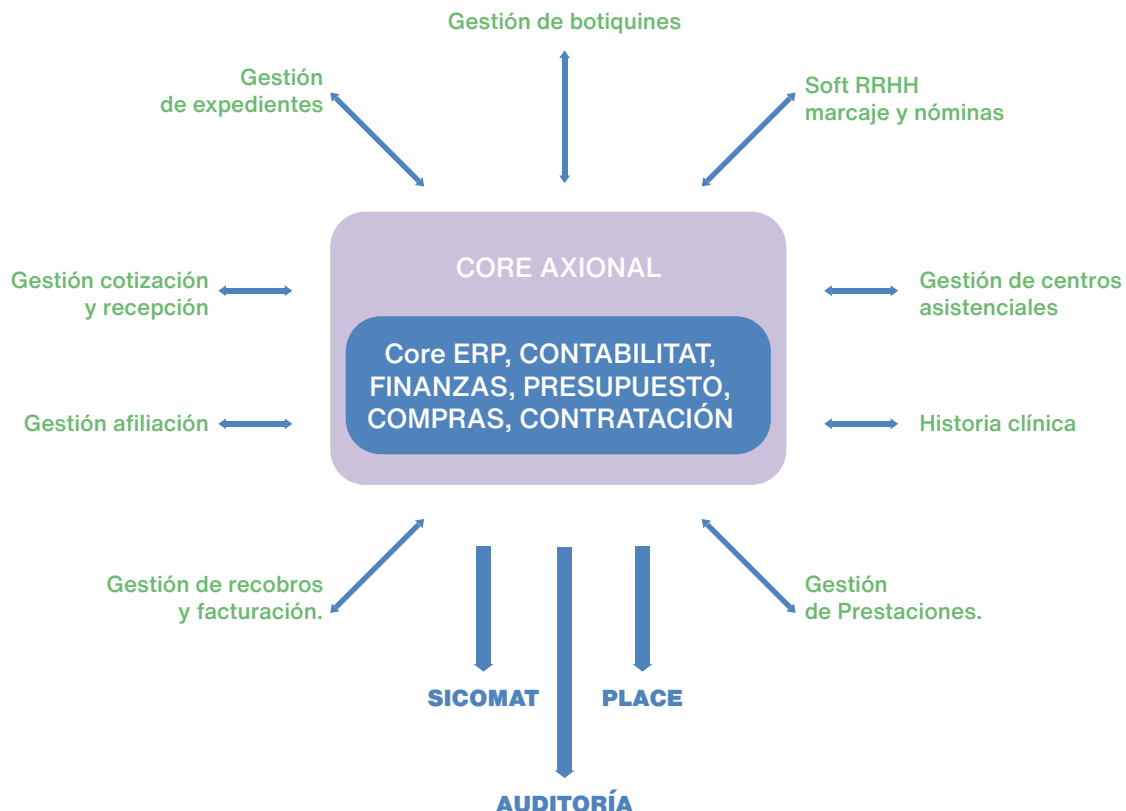 Gestión de botiquines
Gestión
de expedientes
Soft RRHH
marcaje y nóminas
CORE AXIONAL
Gestión cotización
y recepción
Gestión de centros
asistenciales
Core ERP, CONTABILITAT,
FINANZAS, PRESUPUESTO,
COMPRAS, CONTRATACIÓN
Gestión afiliación
Historia clínica
Gestión de recobros
y facturación.
Gestión
de Prestaciones.
SICOMAT
PLACE
AUDITORÍA